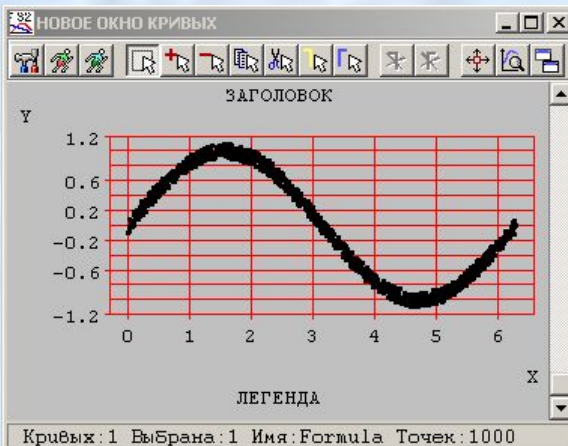 НОВОЕ ОКНО КРИВЫХ
ЗАГОЛОВОК
Y
1.2
0.6
0.2
-0.2
-0.6
-1.2
0 1 2 3 4 5 6
X
ЛЕГЕНДА
Кривых:1 Выбрана:1 Имя:Formula Точек:1000